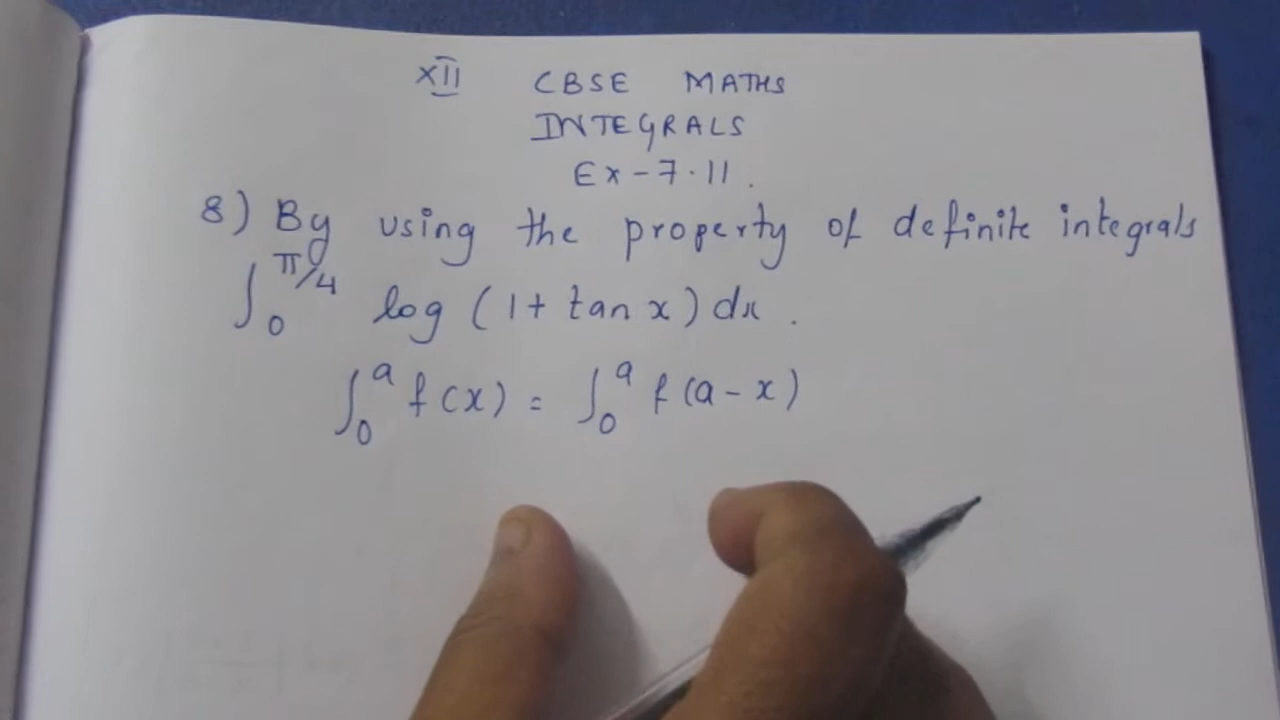 XII CBSE MATHS
INTEGRALS
Ex-7.11.
8) By using the property of definite integrals
∫₀^π/4 log (1 + tan x) dx .
∫₀^a f(x) = ∫₀^a f(a-x)